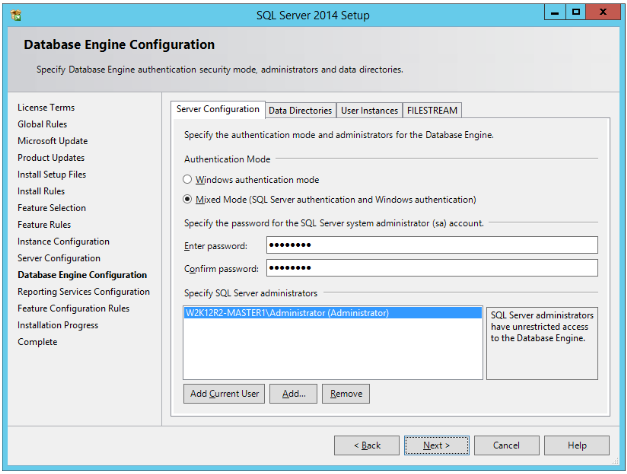 SQL Server 2014 Setup
Database Engine Configuration
Specify Database Engine authentication security mode, administrators and data directories.
License Terms
Global Rules
Microsoft Update
Product Updates
Install Setup Files
Install Rules
Feature Selection
Feature Rules
Instance Configuration
Server Configuration
Database Engine Configuration
Reporting Services Configuration
Feature Configuration Rules
Installation Progress
Complete
Server Configuration Data Directories User Instances FILESTREAM
Specify the authentication mode and administrators for the Database Engine.
Authentication Mode
Windows authentication mode
Mixed Mode (SQL Server authentication and Windows authentication)
Specify the password for the SQL Server system administrator (sa) account.
Enter password: ●●●●●●●●
Confirm password: ●●●●●●●●
Specify SQL Server administrators
W2K12R2-MASTER1\Administrator (Administrator)
SQL Server administrators
have unrestricted access
to the Database Engine.
Add Current User Add... Remove
< Back Next > Cancel Help